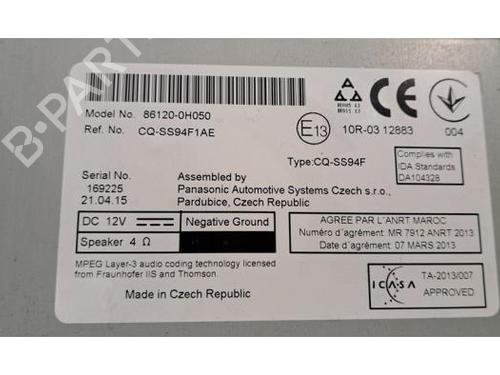 B-PARTS
Model No. 86120-0H050
Ref. No. CQ-SS94F1AE
E13
10R-03 12883
004
Type:CQ-SS94F
Complies with
IDA Standards
DA104328
Serial No.
169225
21.04.15
Assembled by
Panasonic Automotive Systems Czech s.r.o.,
Pardubice, Czech Republic
DC 12V
Negative Ground
Speaker 4 Ω
AGREE PAR L'ANRT MAROC
Numéro d'agrément: MR 7912 ANRT 2013
Date d'agrément: 07 MARS 2013
MPEG Layer-3 audio coding technology licensed
from Fraunhofer IIS and Thomson.
Made in Czech Republic
ICASA
TA-2013/007
APPROVED